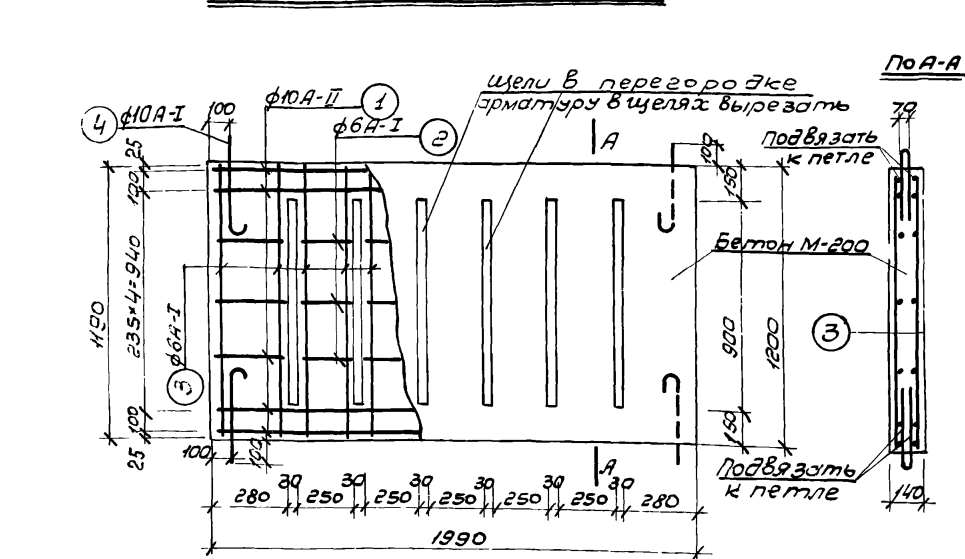 Щели в перегородке
арматуру в щелях вырезать
По А-А
4 ф10А-I
100
ф10А-II 1
ф6А-I 2
А
100
70
Подвязать
к петле
25
100
235×4=940
1190
100
25
ф6А-I
3
150
900
150
1200
Бетон М-200
3
100
100
А
Подвязать
к петле
140
280 30 250 30 250 30 250 30 250 30 250 30 280
1990